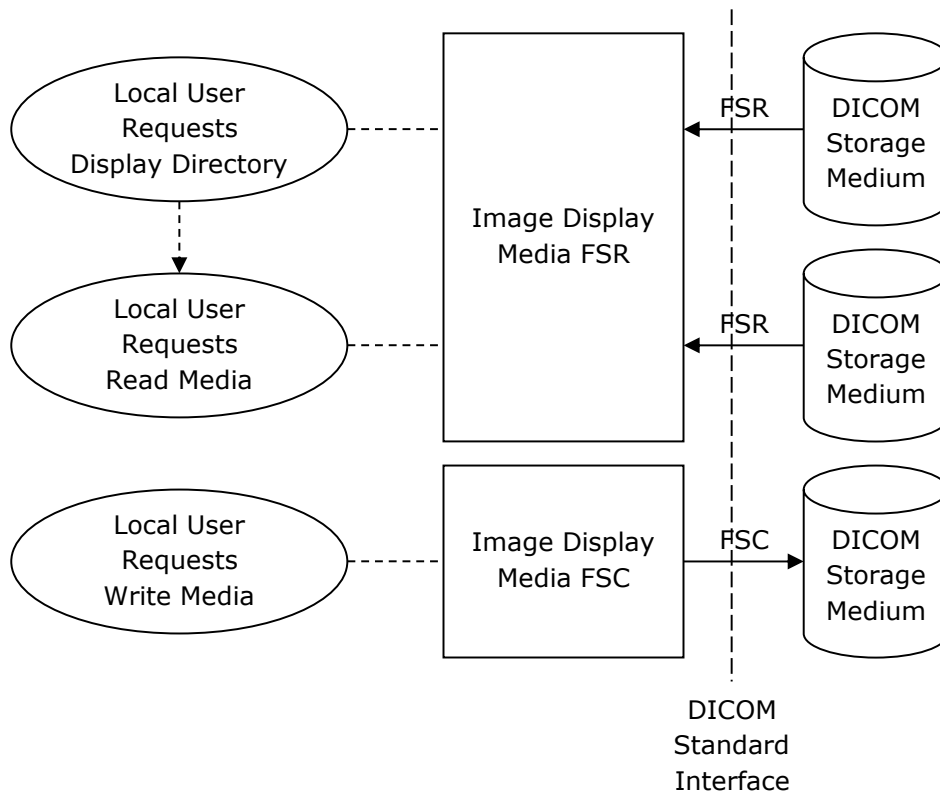 Local User
Requests
Display Directory
Image Display
Media FSR
FSR
DICOM
Storage
Medium
Local User
Requests
Read Media
FSR
DICOM
Storage
Medium
Local User
Requests
Write Media
Image Display
Media FSC
FSC
DICOM
Storage
Medium
DICOM
Standard
Interface